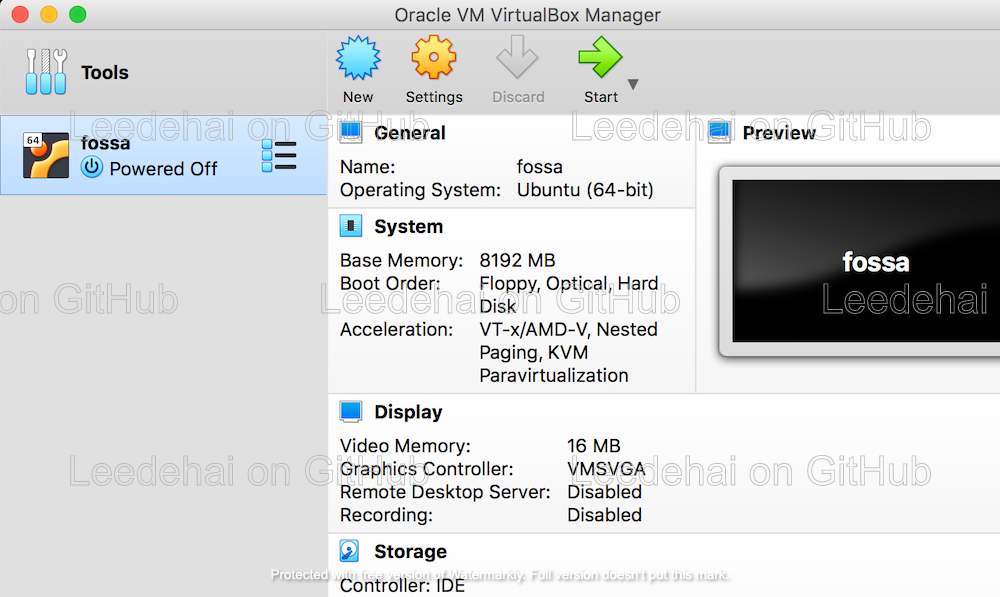 Oracle VM VirtualBox Manager
Tools
New
Settings
Discard
Start
64
fossa
Powered Off
General
Name: fossa
Operating System: Ubuntu (64-bit)
System
Base Memory: 8192 MB
Boot Order: Floppy, Optical, Hard
Disk
Acceleration: VT-x/AMD-V, Nested
Paging, KVM
Paravirtualization
Display
Video Memory: 16 MB
Graphics Controller: VMSVGA
Remote Desktop Server: Disabled
Recording: Disabled
Storage
Controller: IDE
Preview
fossa
Leedehai on GitHub
Leedehai on GitHub
on GitHub
Leedehai on GitHub
Leedehai
Leedehai on GitHub
Leedehai on GitHub
Protected with free version of Watermarkly. Full version doesn't put this mark.